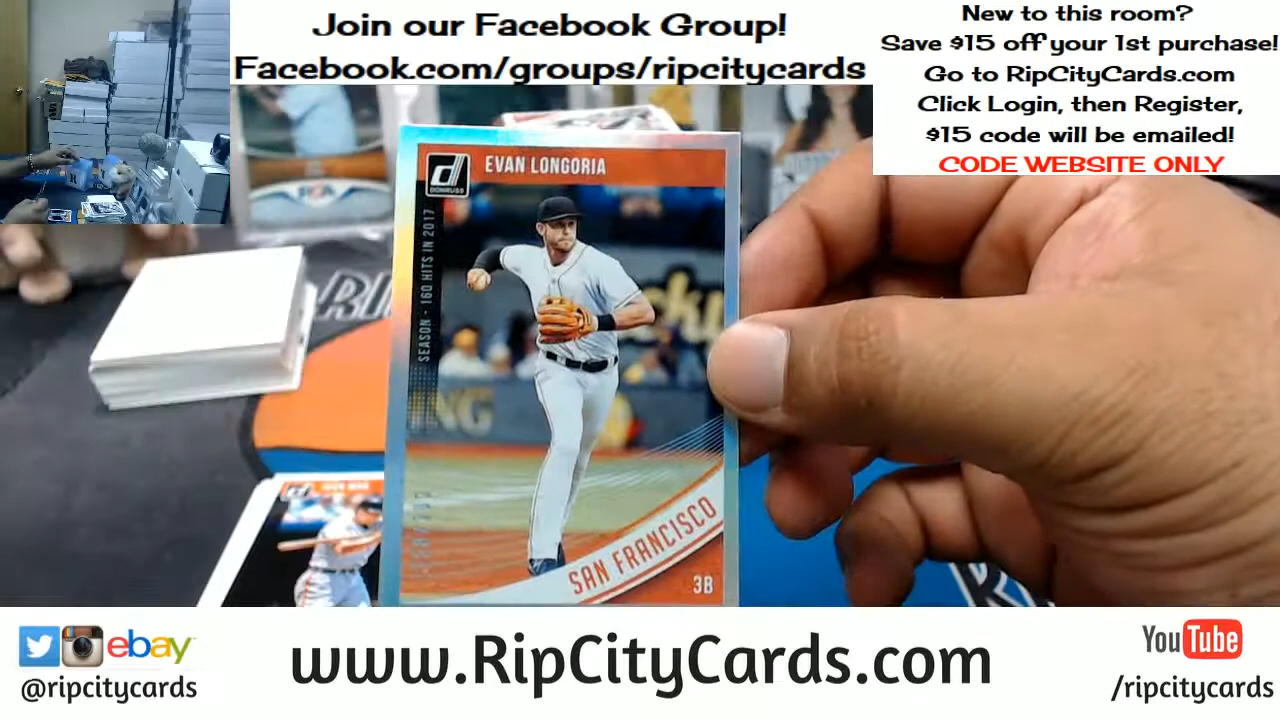 Join our Facebook Group!
Facebook.com/groups/ripcitycards
New to this room?
Save $15 off your 1st purchase!
Go to RipCityCards.com
Click Login, then Register,
$15 code will be emailed!
CODE WEBSITE ONLY
DONRUSS
EVAN LONGORIA
SEASON - 160 HITS IN 2017
SAN FRANCISCO
3B
ebay
@ripcitycards
www.RipCityCards.com
YouTube
/ripcitycards